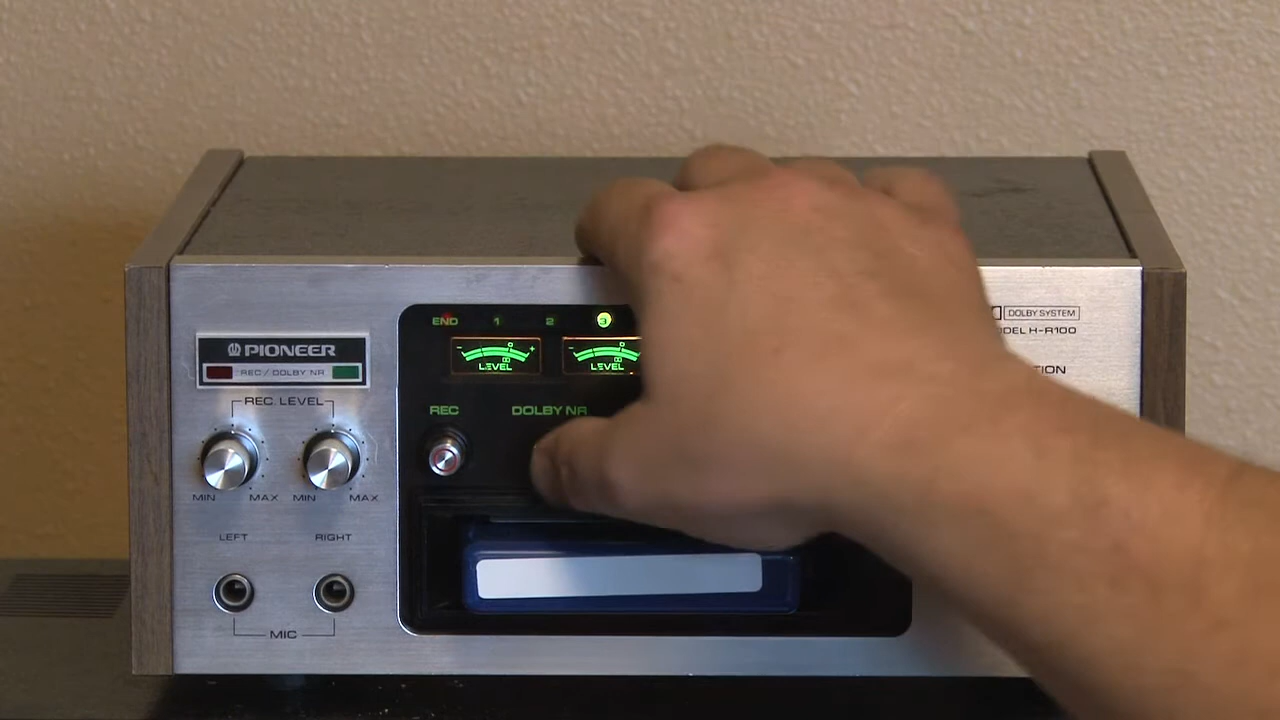 END 1 2 3
DOLBY SYSTEM
H-R100
PIONEER
REC / DOLBY NR
LEVEL LEVEL
REC. LEVEL
REC DOLBY NR
MIN MAX MIN MAX
LEFT RIGHT
MIC